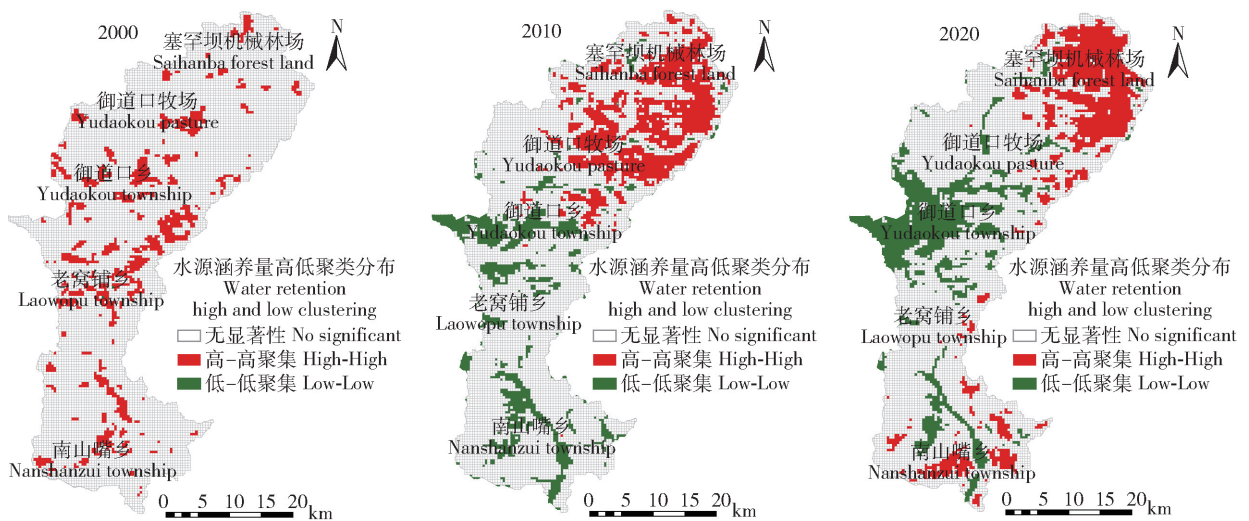 2000
N
塞罕坝机械林场
Saihanba forest land
御道口牧场
Yudaokou pasture
御道口乡
Yudaokou township
老窝铺乡
Laowopu township
水源涵养量高低聚类分布
Water retention
high and low clustering
无显著性 No significant
高-高聚集 High-High
低-低聚集 Low-Low
南山嘴乡
Nanshanzui township
0 5 10 15 20
km
2010
N
塞罕坝机械林场
Saihanba forest land
御道口牧场
Yudaokou pasture
御道口乡
Yudaokou township
水源涵养量高低聚类分布
Water retention
high and low clustering
老窝铺乡
Laowopu township
无显著性 No significant
高-高聚集 High-High
低-低聚集 Low-Low
南山嘴乡
Nanshanzui township
0 5 10 15 20
km
2020
N
塞罕坝机械林场
Saihanba forest land
御道口牧场
Yudaokou pasture
御道口乡
Yudaokou township
水源涵养量高低聚类分布
Water retention
high and low clustering
老窝铺乡
Laowopu township
无显著性 No significant
高-高聚集 High-High
低-低聚集 Low-Low
南山嘴乡
Nanshanzui township
0 5 10 15 20
km